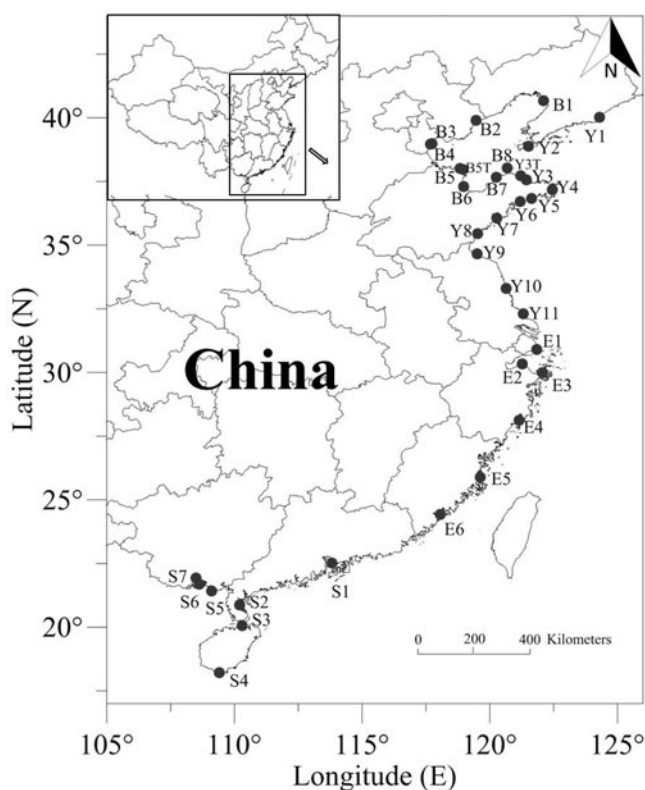 N
40°
35°
30°
25°
20°
Latitude (N)
B1
B2
Y1
B3
B4
Y2
B8
Y3T
B5T
B5
Y3
Y4
B7
B6
Y5
Y6
Y7
Y8
Y9
Y10
Y11
E1
China
E2
E3
E4
E5
E6
S7
S1
S6
S5
S2
S3
S4
0 200 400 Kilometers
105° 110° 115° 120° 125°
Longitude (E)